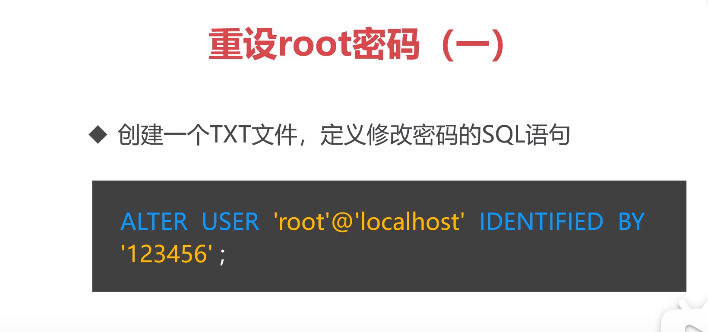 重设root密码（一）
◆ 创建一个TXT文件，定义修改密码的SQL语句
ALTER USER 'root'@'localhost' IDENTIFIED BY
'123456' ;